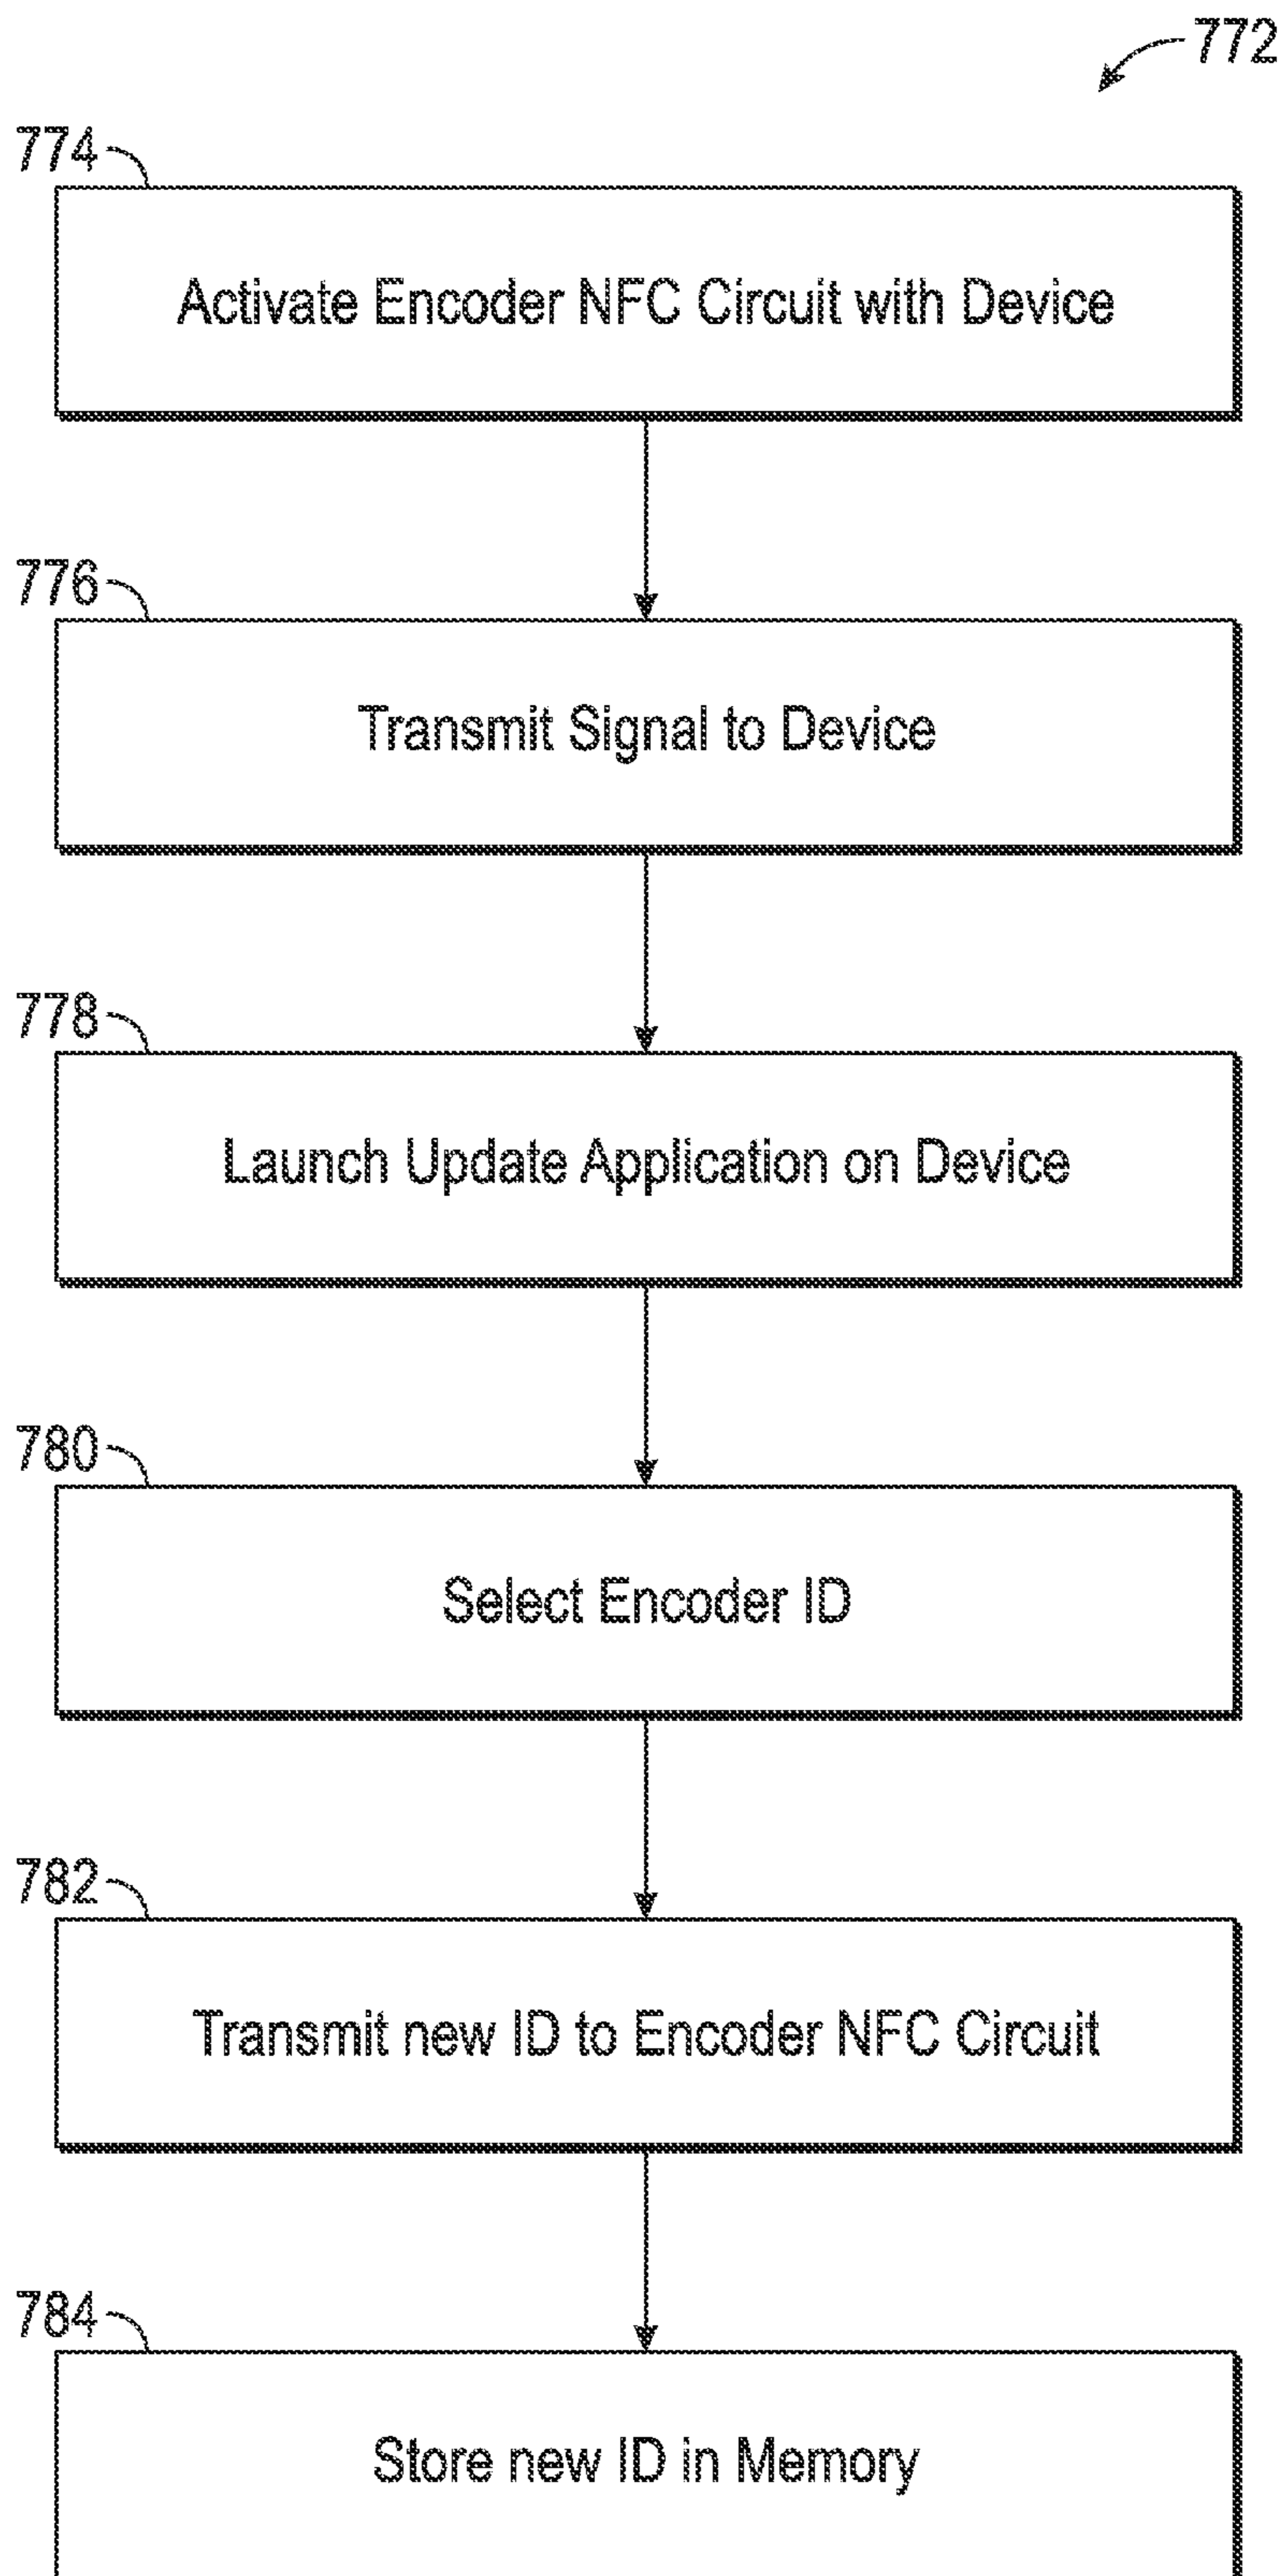 772
774
Activate Encoder NFC Circuit with Device
776
Transmit Signal to Device
778
Launch Update Application on Device
780
Select Encoder ID
782
Transmit new ID to Encoder NFC Circuit
784
Store new ID in Memory